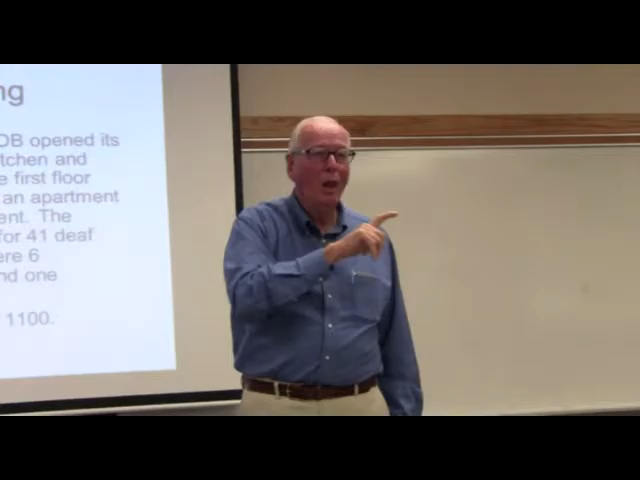 ng
DB opened its
tchen and
e first floor
an apartment
ent. The
for 41 deaf
ere 6
nd one
1100.